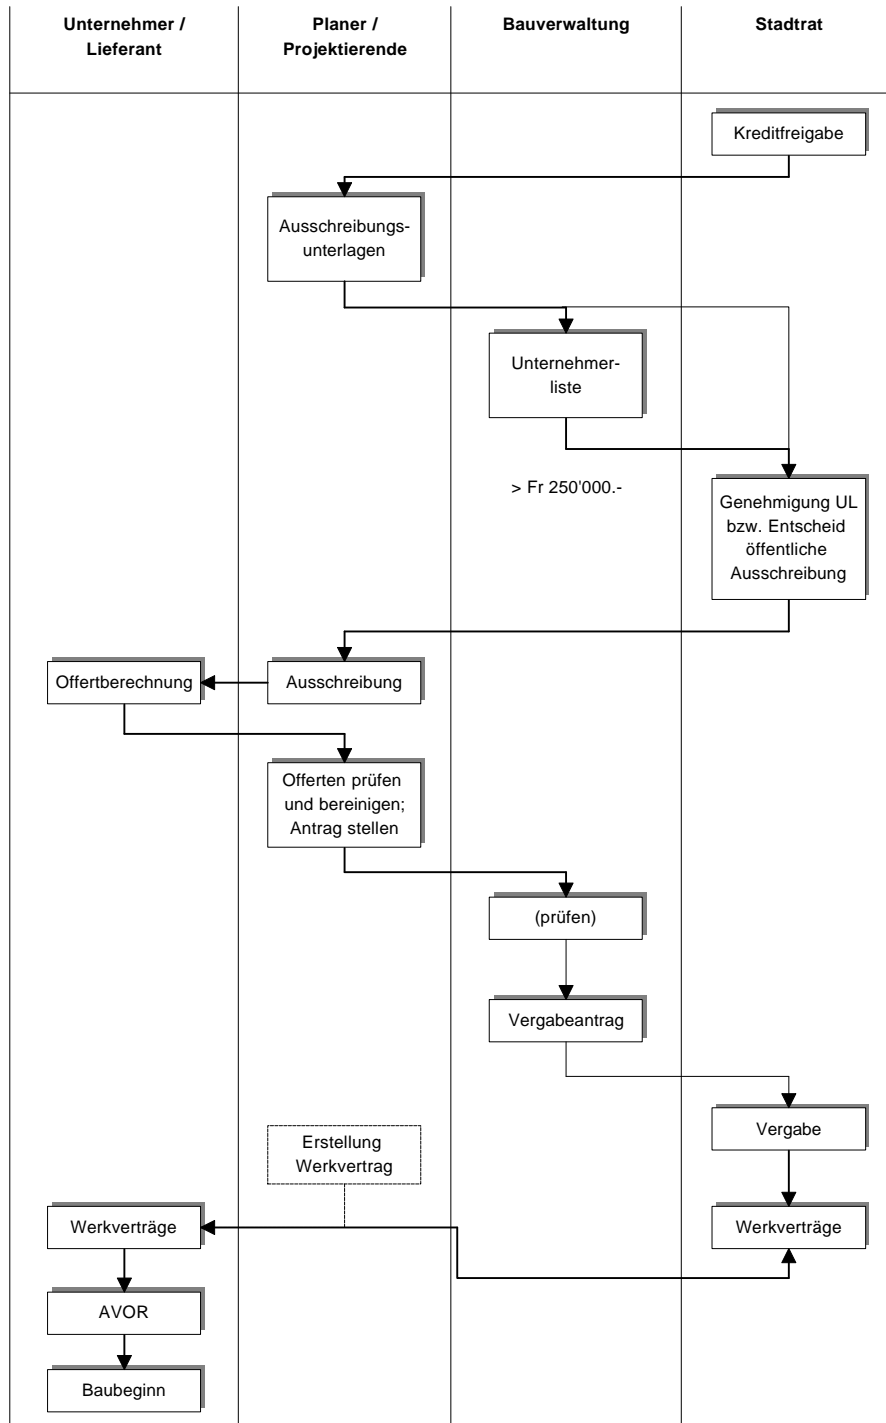 Unternehmer /
Lieferant
Planer /
Projektierende
Bauverwaltung
Stadtrat
Kreditfreigabe
Ausschreibungs-
unterlagen
Unternehmer-
liste
> Fr 250'000.-
Genehmigung UL
bzw. Entscheid
öffentliche
Ausschreibung
Offertberechnung
Ausschreibung
Offerten prüfen
und bereinigen;
Antrag stellen
(prüfen)
Vergabeantrag
Vergabe
Erstellung
Werkvertrag
Werkverträge
Werkverträge
AVOR
Baubeginn